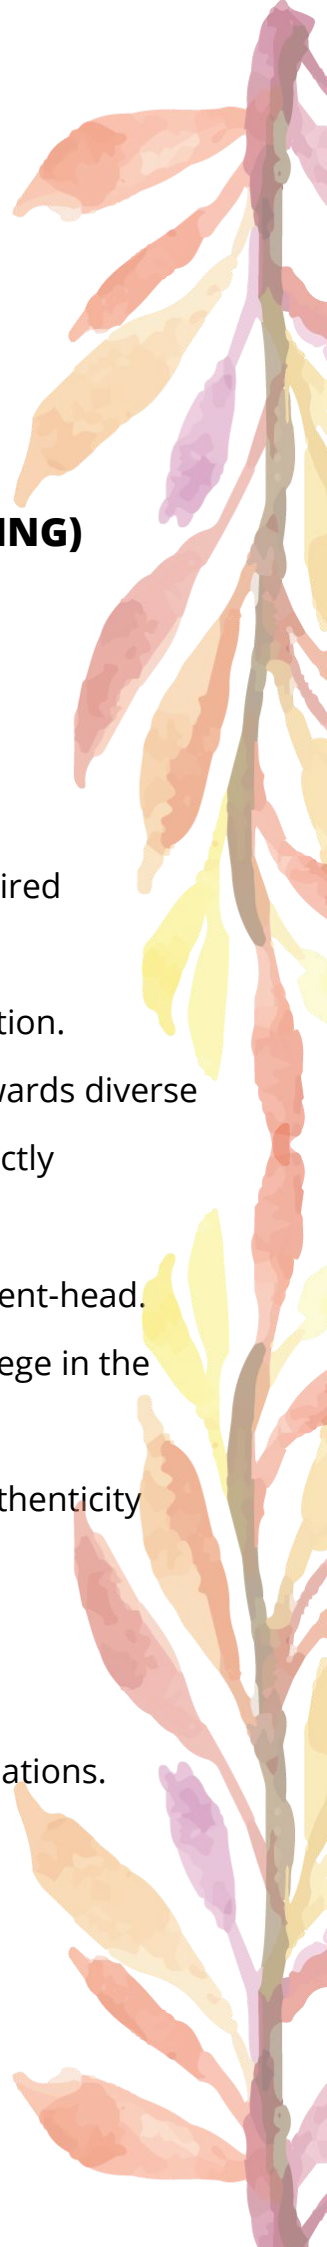 ING)
ired
tion.
wards diverse
ctly
ent-head.
ege in the
thenticity
ations.